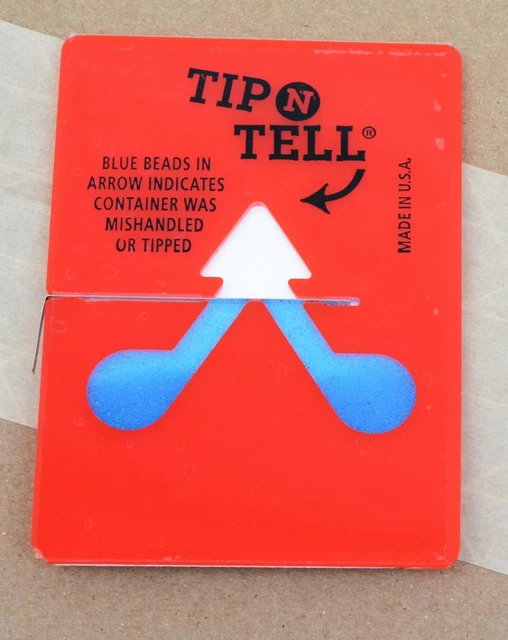 TIP N
TELL®
BLUE BEADS IN
ARROW INDICATES
CONTAINER WAS
MISHANDLED
OR TIPPED
MADE IN U.S.A.